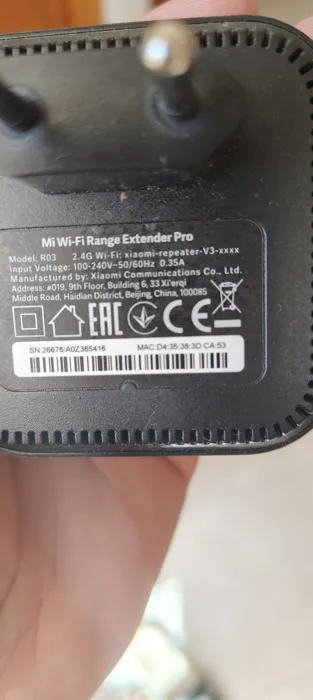 Mi Wi-Fi Range Extender Pro
Model: R03 2.4G Wi-Fi: xiaomi-repeater-V3-xxxx
Input Voltage: 100-240V~50/60Hz 0.35A
Manufactured by: Xiaomi Communications Co., Ltd.
Address: #019, 9th Floor, Building 6, 33 Xi'erqi
Middle Road, Haidian District, Beijing, China, 100085
EAC CE
SN:26676/A0Z365416 MAC:D4:35:38:3D:CA:53